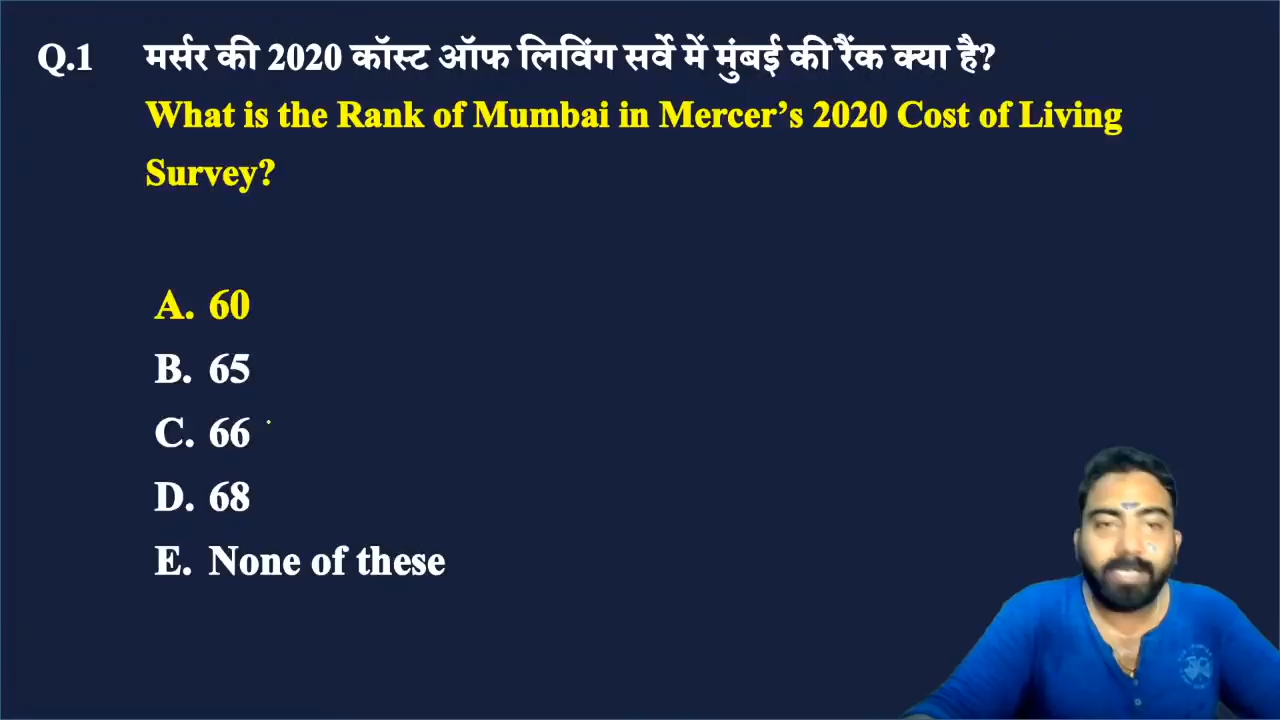 Q.1 मर्सर की 2020 कॉस्ट ऑफ लिविंग सर्वे में मुंबई की रैंक क्या है?
What is the Rank of Mumbai in Mercer’s 2020 Cost of Living
Survey?
A. 60
B. 65
C. 66
D. 68
E. None of these